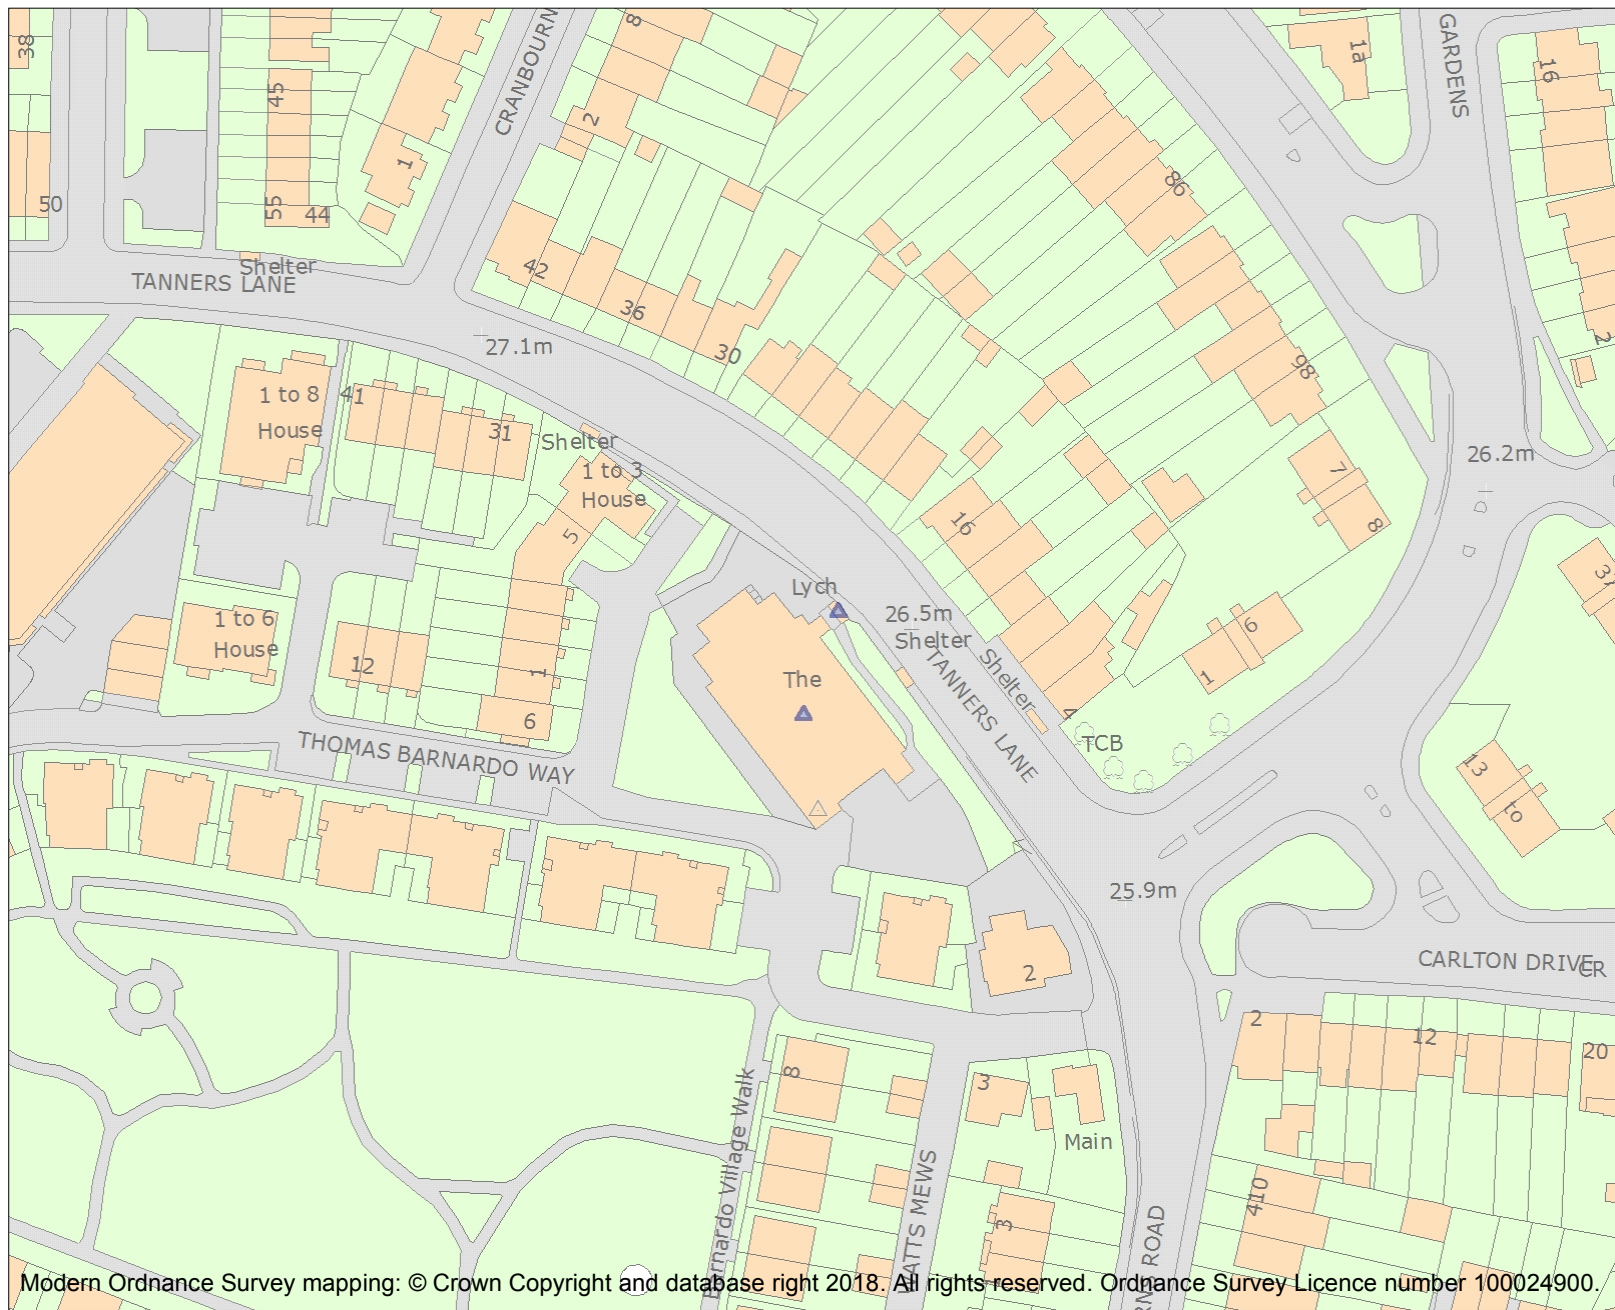 38
8
CRANBOURN
GARDENS
1a
16
45
2
1
86
50
55
44
Shelter
TANNERS LANE
42
36
27.1m
30
2
98
1 to 8
House
41
31
Shelter
1 to 3
House
5
26.2m
7
8
16
Lych
26.5m
Shelter
1 to 6
House
12
1
6
The
Shelter
TANNERS LANE
4
TCB
1
6
13
to
THOMAS BARNARDO WAY
25.9m
2
CARLTON DRIVE
CR
2
12
20
8
3
Main
Barnardo Village Walk
WATTS MEWS
3
410
ROAD
Modern Ordnance Survey mapping: © Crown Copyright and database right 2018. All rights reserved. Ordnance Survey Licence number 100024900.